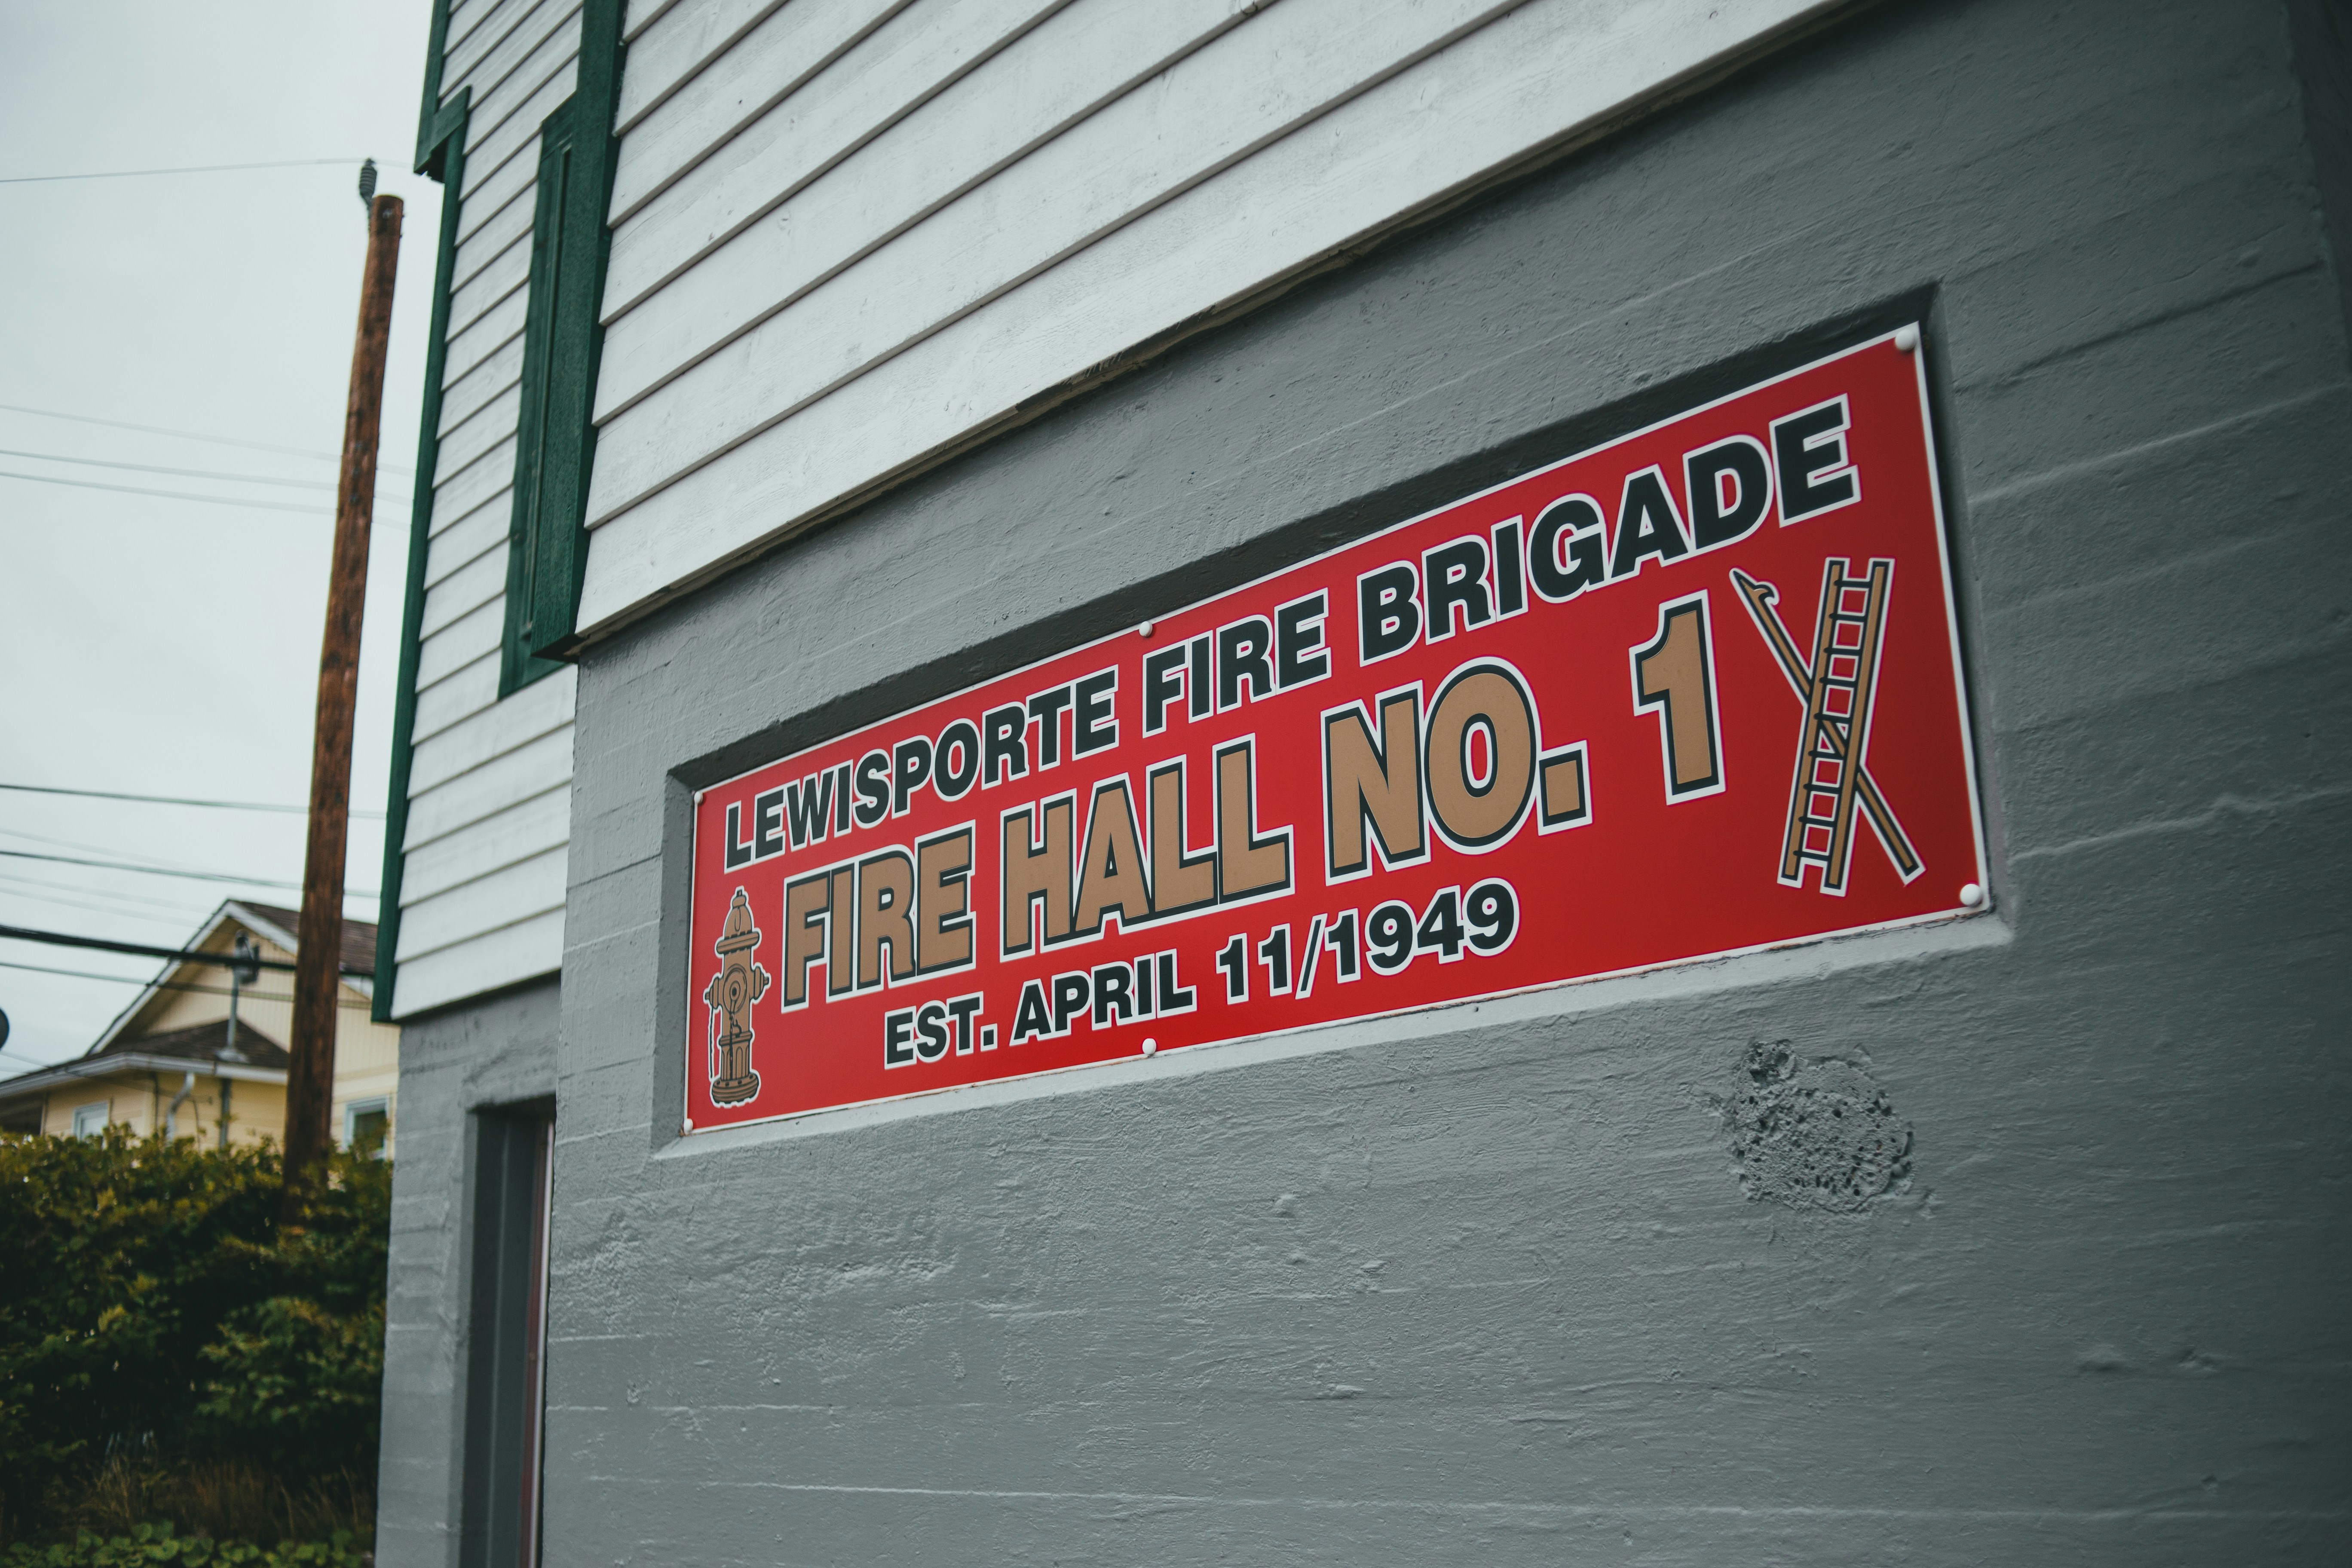 LEWISPORTE FIRE BRIGADE
FIRE HALL NO. 1
EST. APRIL 11/1949